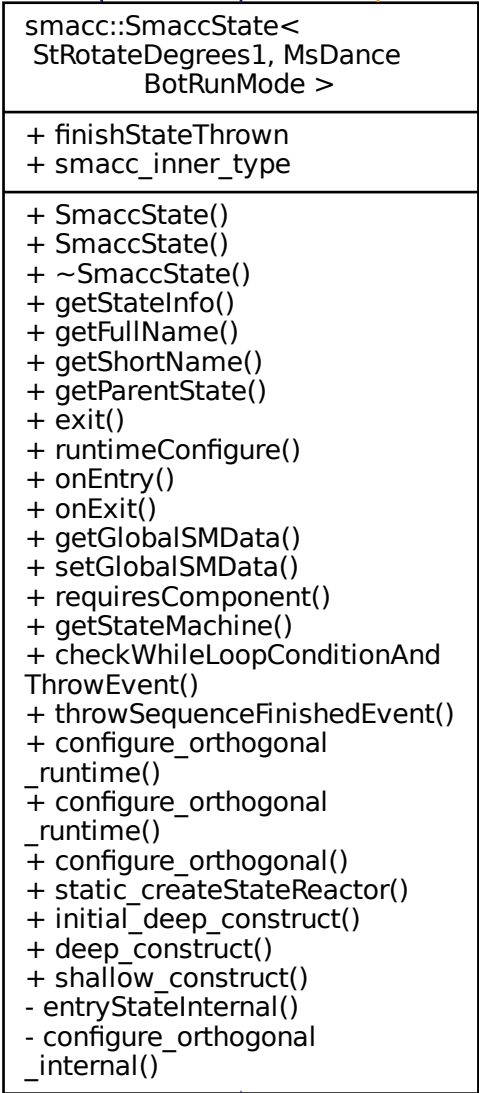 smacc::SmaccState<
StRotateDegrees1, MsDance
BotRunMode >
+ finishStateThrown
+ smacc_inner_type
+ SmaccState()
+ SmaccState()
+ ~SmaccState()
+ getStateInfo()
+ getFullName()
+ getShortName()
+ getParentState()
+ exit()
+ runtimeConfigure()
+ onEntry()
+ onExit()
+ getGlobalSMData()
+ setGlobalSMData()
+ requiresComponent()
+ getStateMachine()
+ checkWhileLoopConditionAnd
ThrowEvent()
+ throwSequenceFinishedEvent()
+ configure_orthogonal
_runtime()
+ configure_orthogonal
_runtime()
+ configure_orthogonal()
+ static_createStateReactor()
+ initial_deep_construct()
+ deep_construct()
+ shallow_construct()
- entryStateInternal()
- configure_orthogonal
_internal()